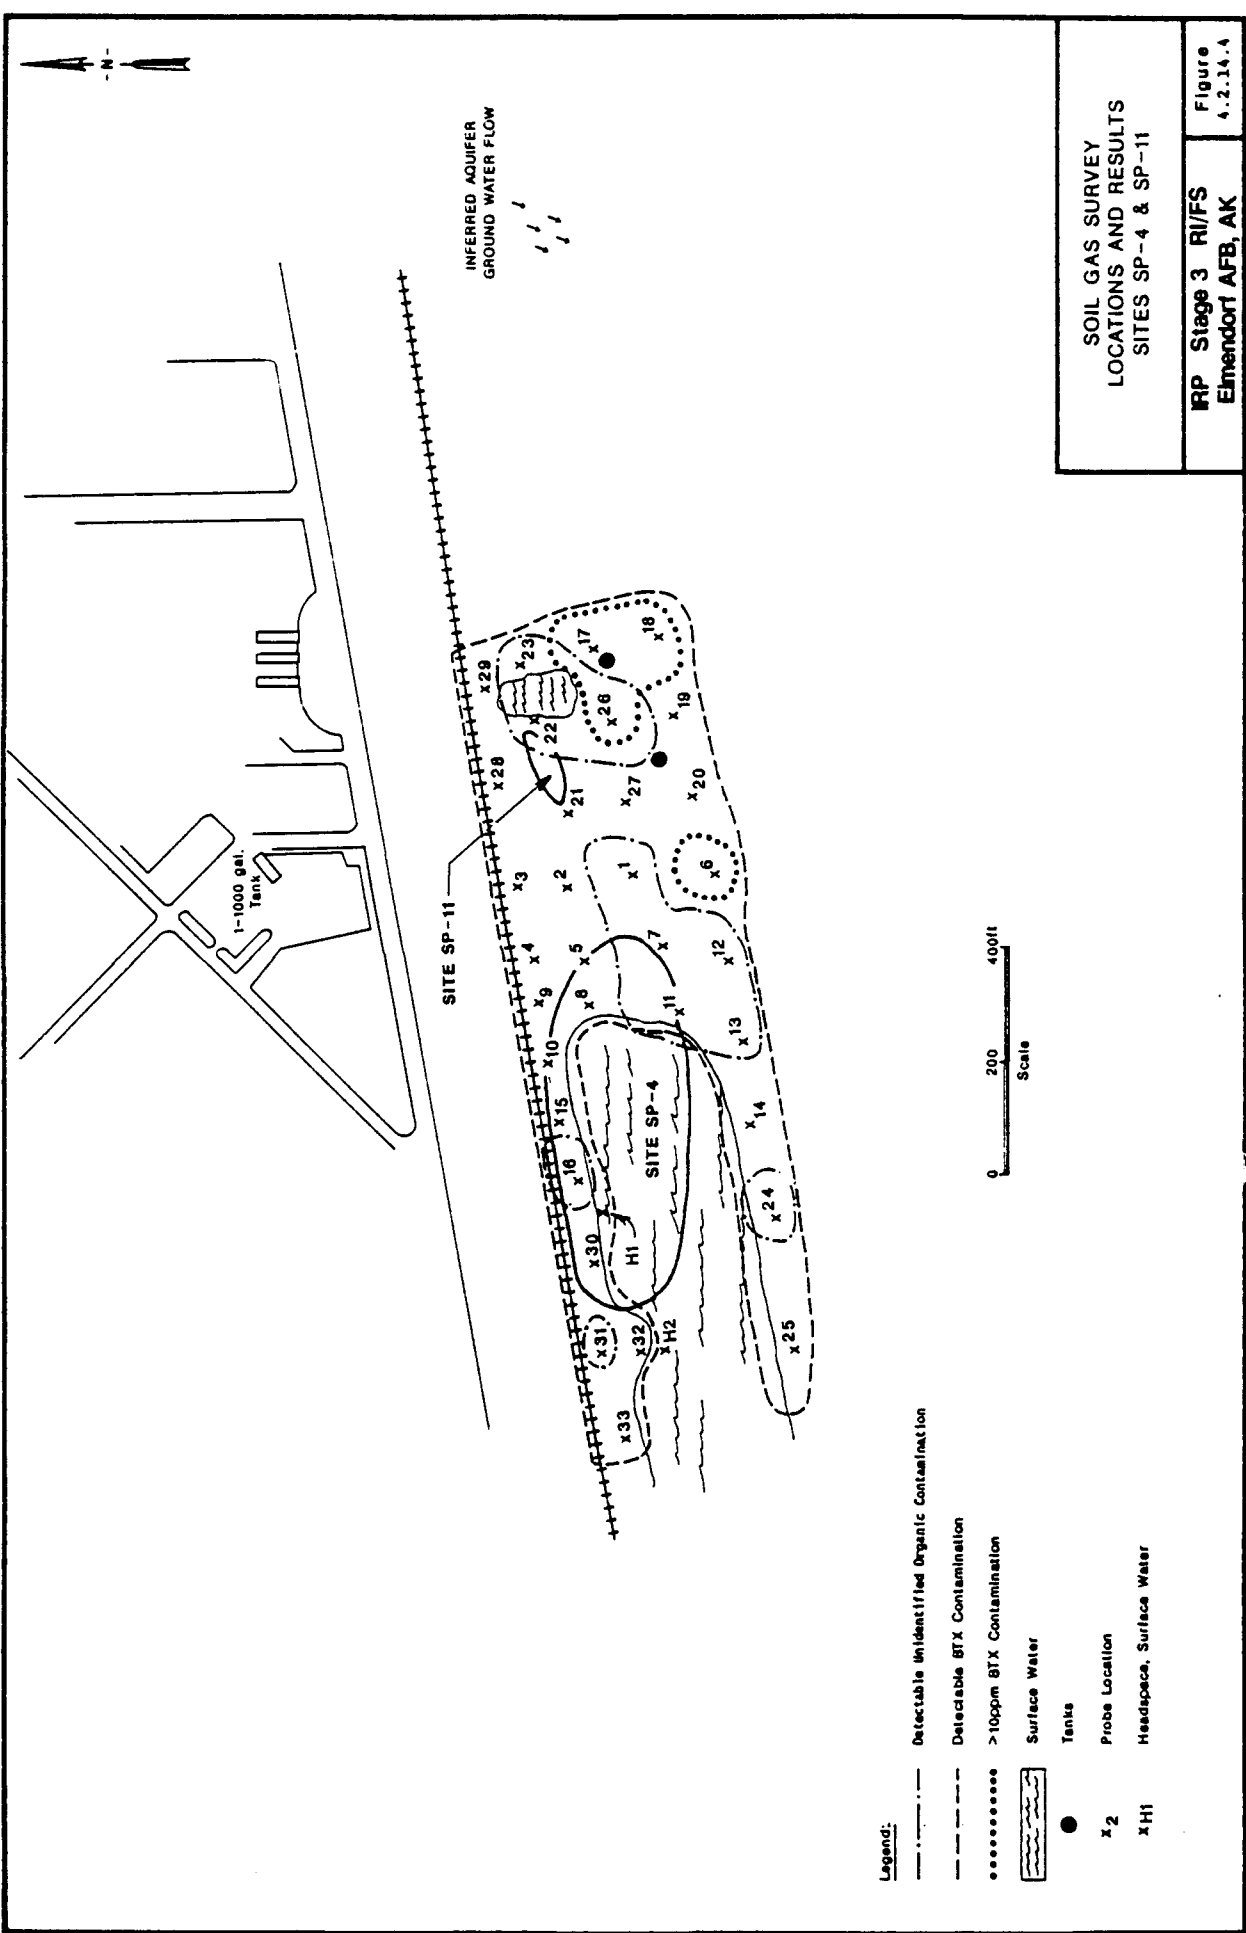 -N-
INFERRED AQUIFER
GROUND WATER FLOW
1-1000 gal.
Tank
SITE SP-11
x29
x23
x17
x18
x28
22
x26
x19
x21
x27
x20
x3
x2
x1
x6
x4
x5
x7
x12
x9
x8
x11
x13
x10
x15
x16
SITE SP-4
x14
x24
x30
H1
x31
x32
xH2
x33
x25
0 200 400ft
Scale
Legend:
Detectable Unidentified Organic Contamination
Detectable BTX Contamination
>10ppm BTX Contamination
Surface Water
Tanks
x2 Probe Location
xH1 Headspace, Surface Water
SOIL GAS SURVEY
LOCATIONS AND RESULTS
SITES SP-4 & SP-11
IRP Stage 3 RI/FS
Elmendorf AFB, AK
Figure
4.2.14.4